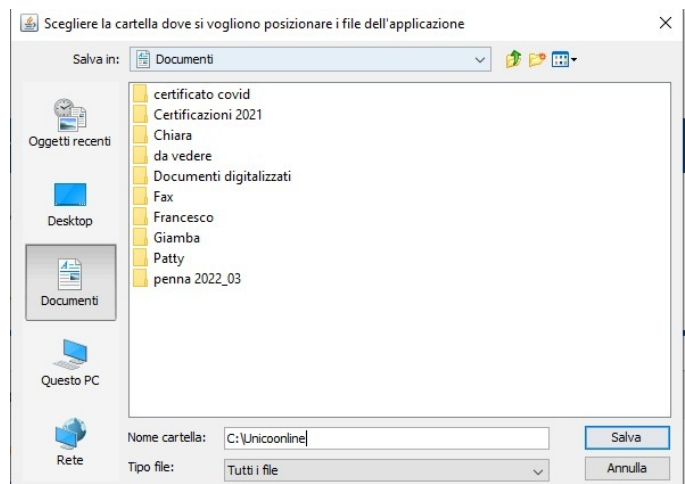 Scegliere la cartella dove si vogliono posizionare i file dell'applicazione
Salva in: Documenti
Oggetti recenti
Desktop
Documenti
Questo PC
Rete
certificato covid
Certificazioni 2021
Chiara
da vedere
Documenti digitalizzati
Fax
Francesco
Giamba
Patty
penna 2022_03
Nome cartella: C:\Unicoonline Salva
Tipo file: Tutti i file Annulla